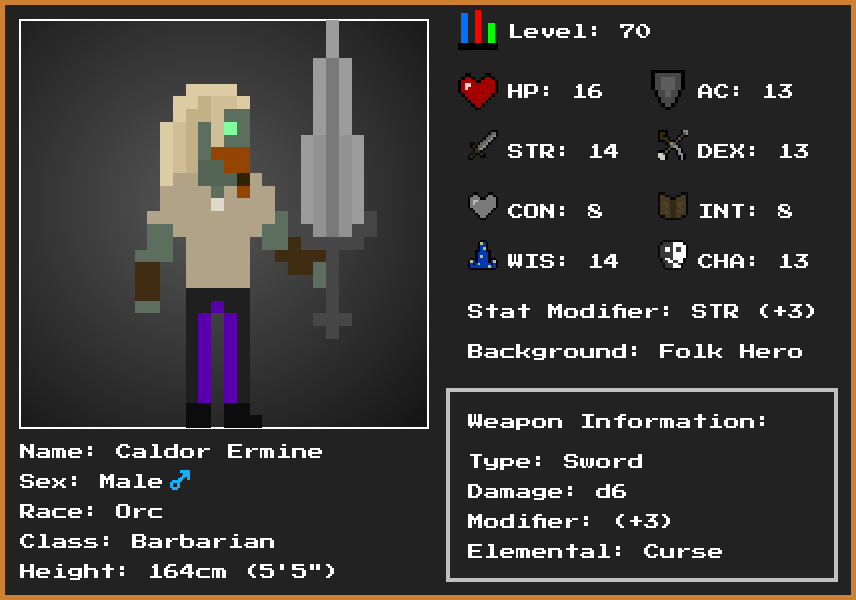 Level: 70
HP: 16
AC: 13
STR: 14
DEX: 13
CON: 8
INT: 8
WIS: 14
CHA: 13
Stat Modifier: STR (+3)
Background: Folk Hero
Weapon Information:
Type: Sword
Damage: d6
Modifier: (+3)
Elemental: Curse
Name: Caldor Ermine
Sex: Male ♂
Race: Orc
Class: Barbarian
Height: 164cm (5'5")